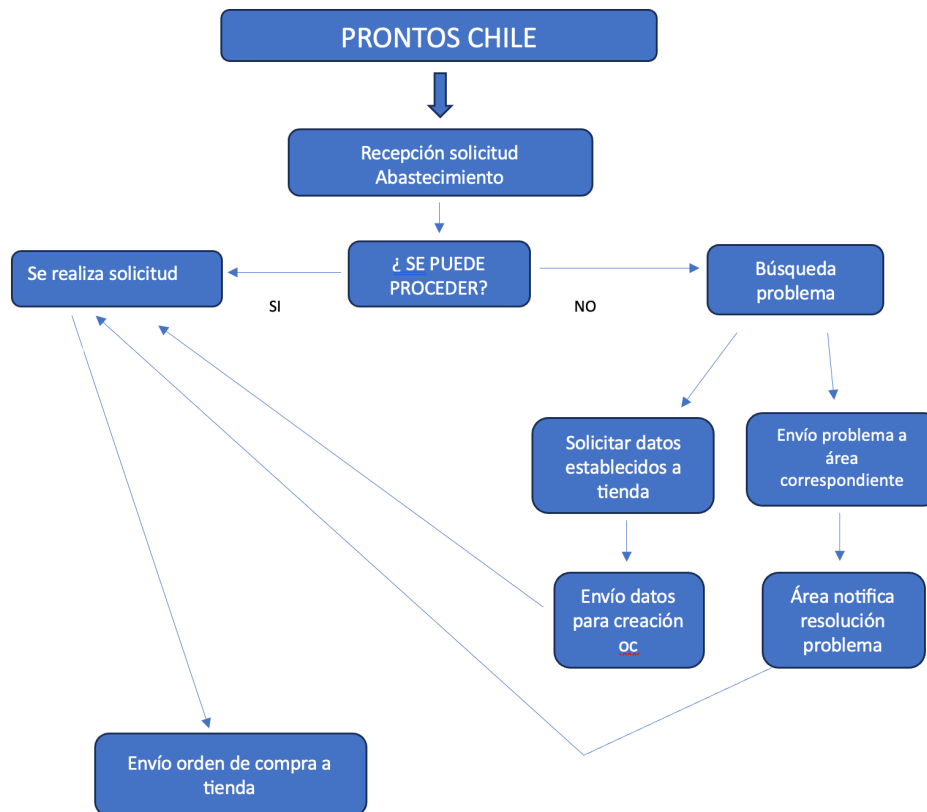 PRONTOS CHILE
Recepción solicitud
Abastecimiento
Se realiza solicitud
¿ SE PUEDE
PROCEDER?
Búsqueda
problema
SI
NO
Solicitar datos
establecidos a
tienda
Envío problema a
área
correspondiente
Envío datos
para creación
oc
Área notifica
resolución
problema
Envío orden de compra a
tienda